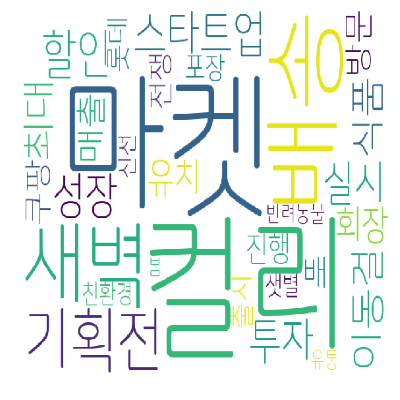 할인
롯데
스타트업
전쟁
포장
방문
배송
식품
최대
매출
마켓
신선
쿠팡
성장
유치
실시
반려동물
회장
새벽
컬리
진행
배
이동걸
봄
친환경
출시
샛별
기획전
투자
유통